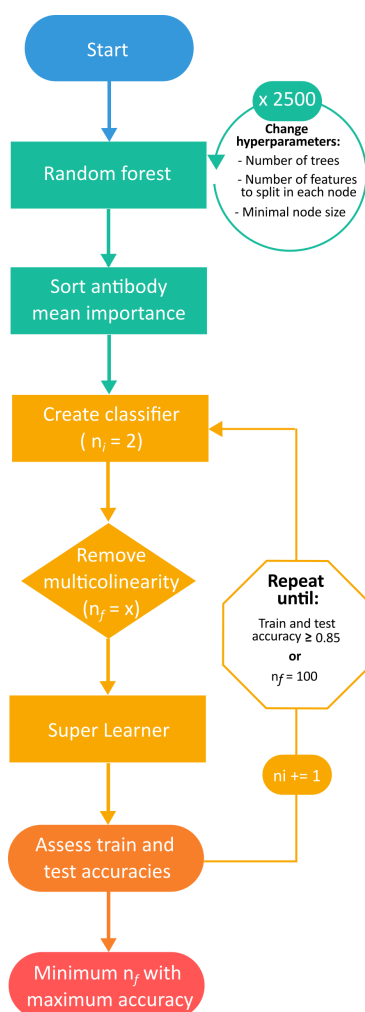 Start
x 2500
Change
hyperparameters:
- Number of trees
- Number of features
to split in each node
- Minimal node size
Random forest
Sort antibody
mean importance
Create classifier
( ni = 2)
Remove
multicolinearity
(nf = x)
Repeat
until:
Train and test
accuracy ≥ 0.85
or
nf = 100
Super Learner
ni += 1
Assess train and
test accuracies
Minimum nf with
maximum accuracy